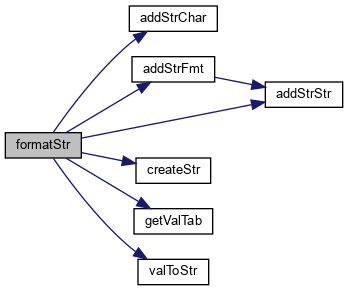 addStrChar
addStrFmt
addStrStr
formatStr
createStr
getValTab
valToStr